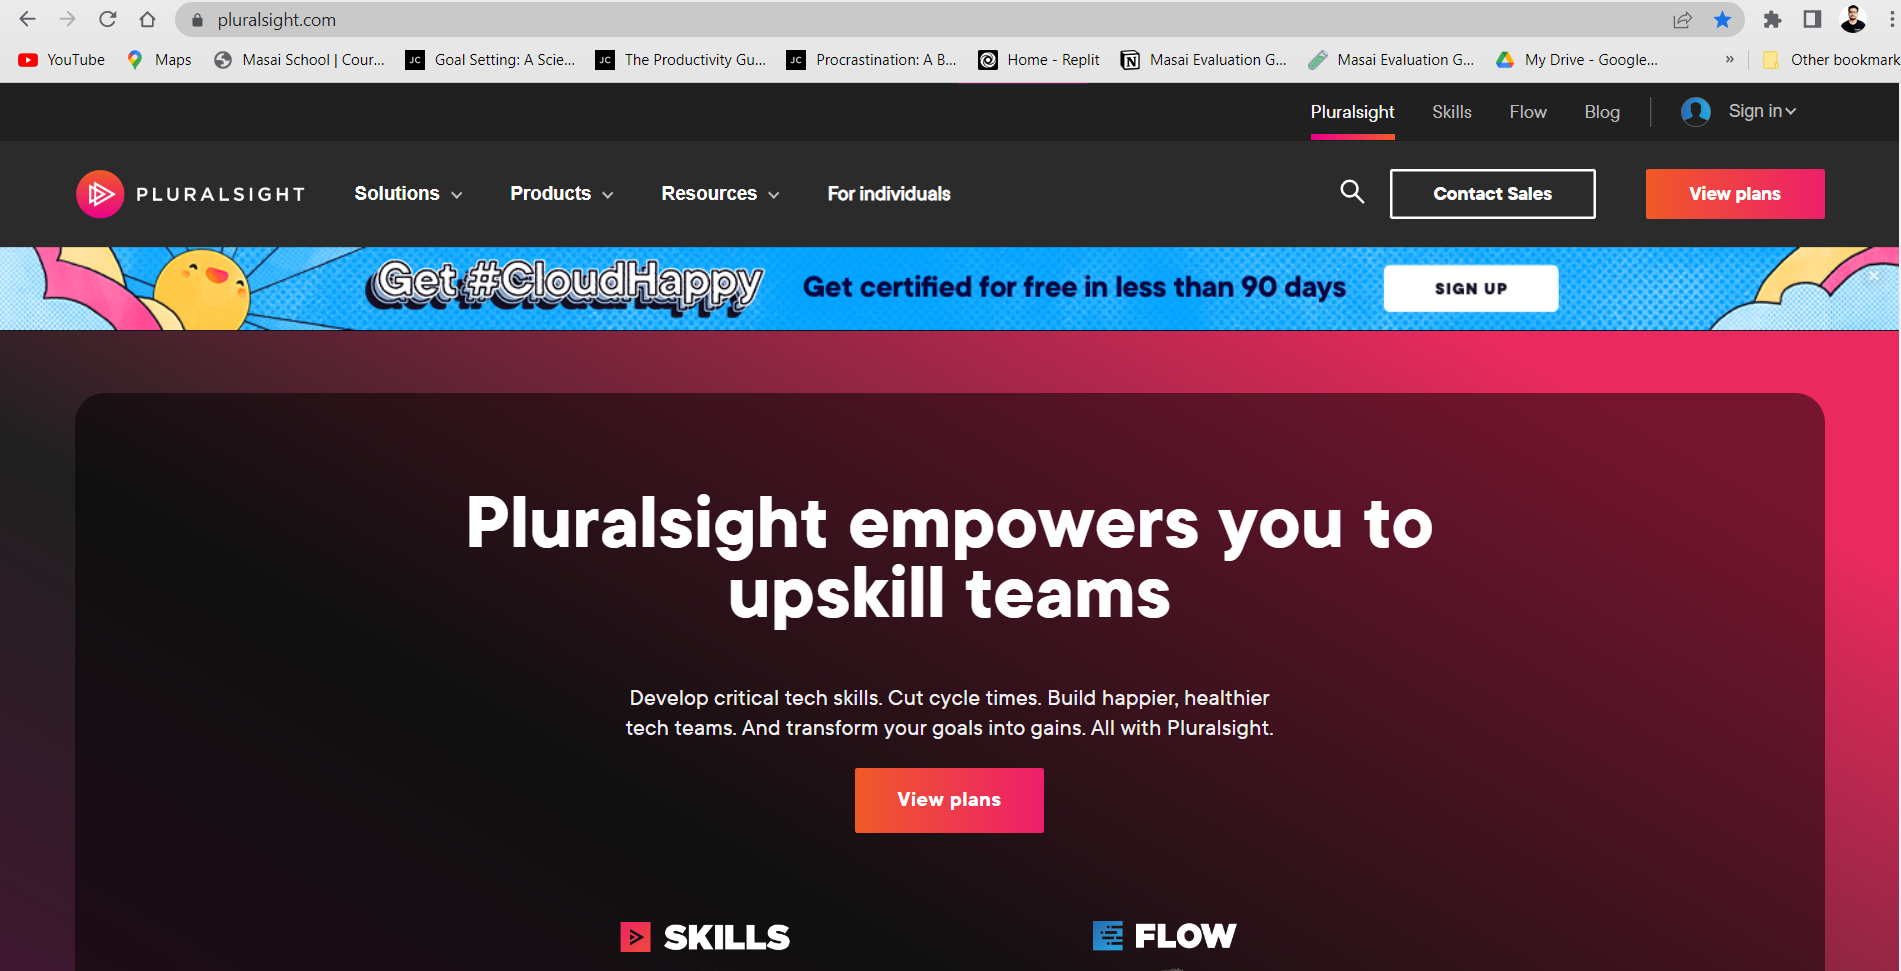 pluralsight.com
YouTube Maps Masai School | Cour... JC Goal Setting: A Scie... JC The Productivity Gu... JC Procrastination: A B... Home - Replit Masai Evaluation G... Masai Evaluation G... My Drive - Google... » Other bookmark
Pluralsight Skills Flow Blog Sign in
PLURALSIGHT Solutions Products Resources For individuals Contact Sales View plans
Get #CloudHappy Get certified for free in less than 90 days SIGN UP
Pluralsight empowers you to
upskill teams
Develop critical tech skills. Cut cycle times. Build happier, healthier
tech teams. And transform your goals into gains. All with Pluralsight.
View plans
SKILLS FLOW